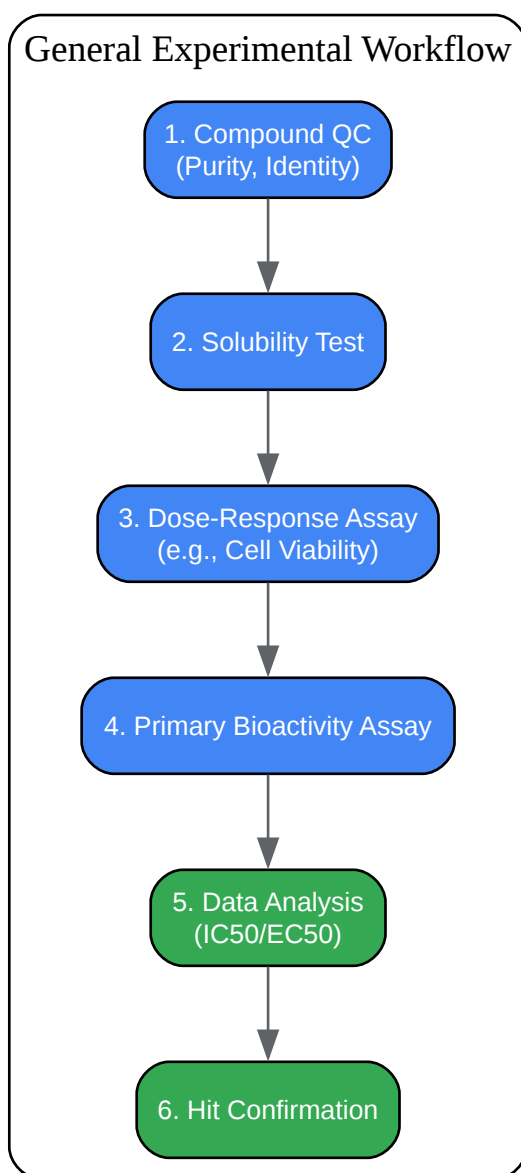 General Experimental Workflow
1. Compound QC
(Purity, Identity)
2. Solubility Test
3. Dose-Response Assay
(e.g., Cell Viability)
4. Primary Bioactivity Assay
5. Data Analysis
(IC50/EC50)
6. Hit Confirmation